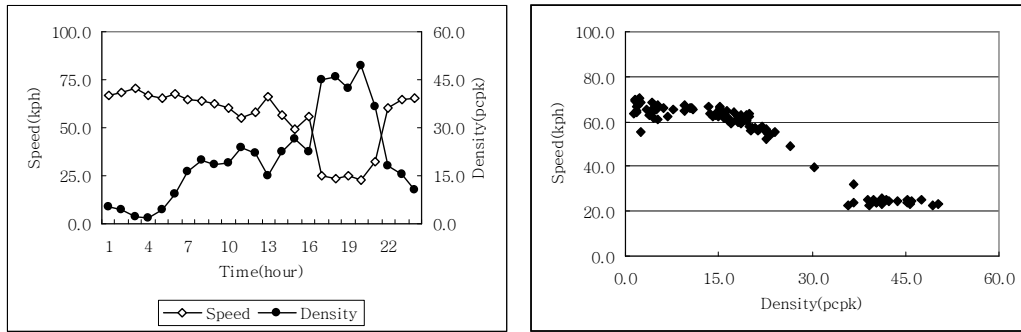 100.0
75.0
50.0
25.0
0.0
Speed(kph)
60.0
45.0
30.0
15.0
0.0
Density(pcpk)
1 4 7 10 13 16 19 22
Time(hour)
Speed Density
100.0
80.0
60.0
40.0
20.0
0.0
Speed(kph)
0.0 15.0 30.0 45.0 60.0
Density(pcpk)